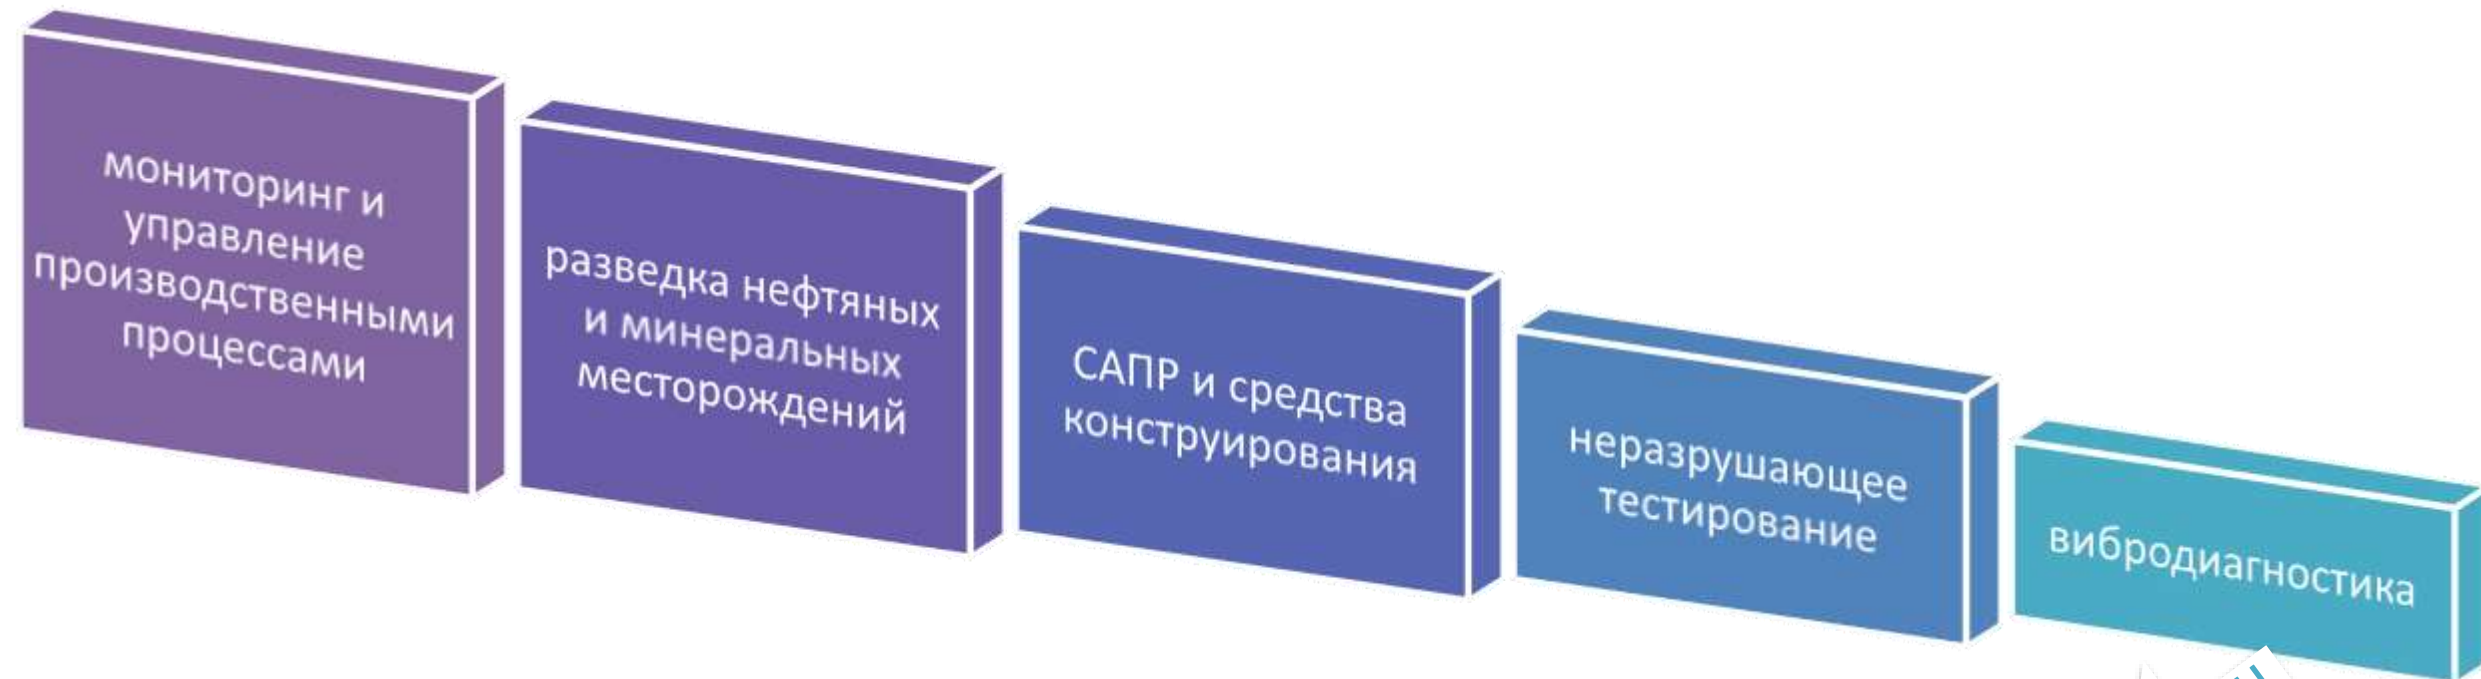 мониторинг и
управление
производственными
процессами
разведка нефтяных
и минеральных
месторождений
САПР и средства
конструирования
неразрушающее
тестирование
вибродиагностика